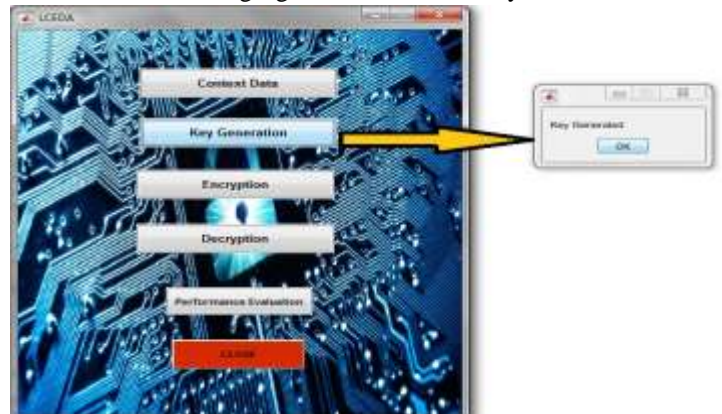 LCEDA
Context Data
Key Generation
Encryption
Decryption
Performance Evaluation
CLOSE
Key Generated
OK